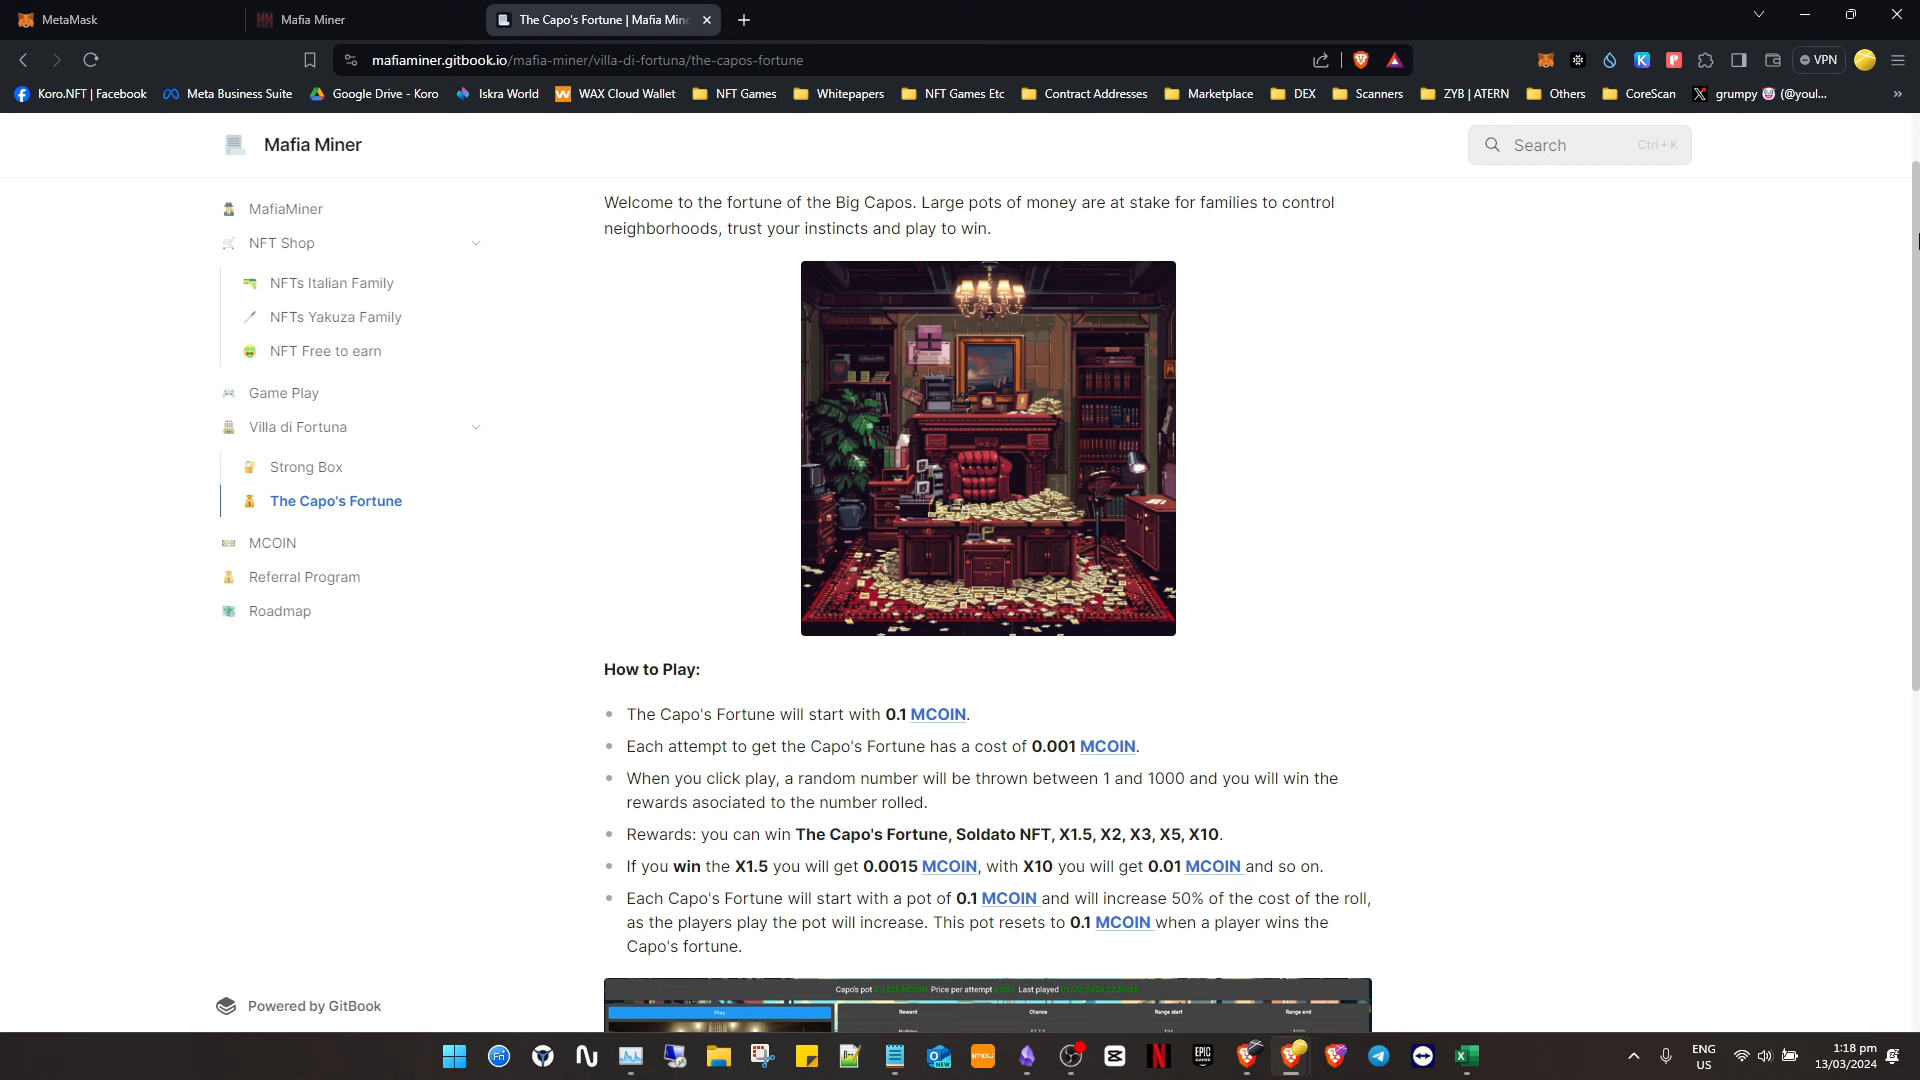 MetaMask
Mafia Miner
The Capo's Fortune | Mafia Mine
mafiaminer.gitbook.io/mafia-miner/villa-di-fortuna/the-capos-fortune
VPN
Koro.NFT | Facebook
Meta Business Suite
Google Drive - Koro
Iskra World
WAX Cloud Wallet
NFT Games
Whitepapers
NFT Games Etc
Contract Addresses
Marketplace
DEX
Scanners
ZYB | ATERN
Others
CoreScan
grumpy 🤡 (@youl...
Mafia Miner
Search
Ctrl + K
MafiaMiner
NFT Shop
NFTs Italian Family
NFTs Yakuza Family
NFT Free to earn
Game Play
Villa di Fortuna
Strong Box
The Capo's Fortune
MCOIN
Referral Program
Roadmap
Powered by GitBook
Welcome to the fortune of the Big Capos. Large pots of money are at stake for families to control
neighborhoods, trust your instincts and play to win.
How to Play:
The Capo's Fortune will start with 0.1 MCOIN.
Each attempt to get the Capo's Fortune has a cost of 0.001 MCOIN.
When you click play, a random number will be thrown between 1 and 1000 and you will win the
rewards asociated to the number rolled.
Rewards: you can win The Capo's Fortune, Soldato NFT, X1.5, X2, X3, X5, X10.
If you win the X1.5 you will get 0.0015 MCOIN, with X10 you will get 0.01 MCOIN and so on.
Each Capo's Fortune will start with a pot of 0.1 MCOIN and will increase 50% of the cost of the roll,
as the players play the pot will increase. This pot resets to 0.1 MCOIN when a player wins the
Capo's fortune.
Capo's pot 0.1425 MCOIN Price per attempt 0.001 Last played
Play
Reward Chance Range start Range end
ENG
US
1:18 pm
13/03/2024